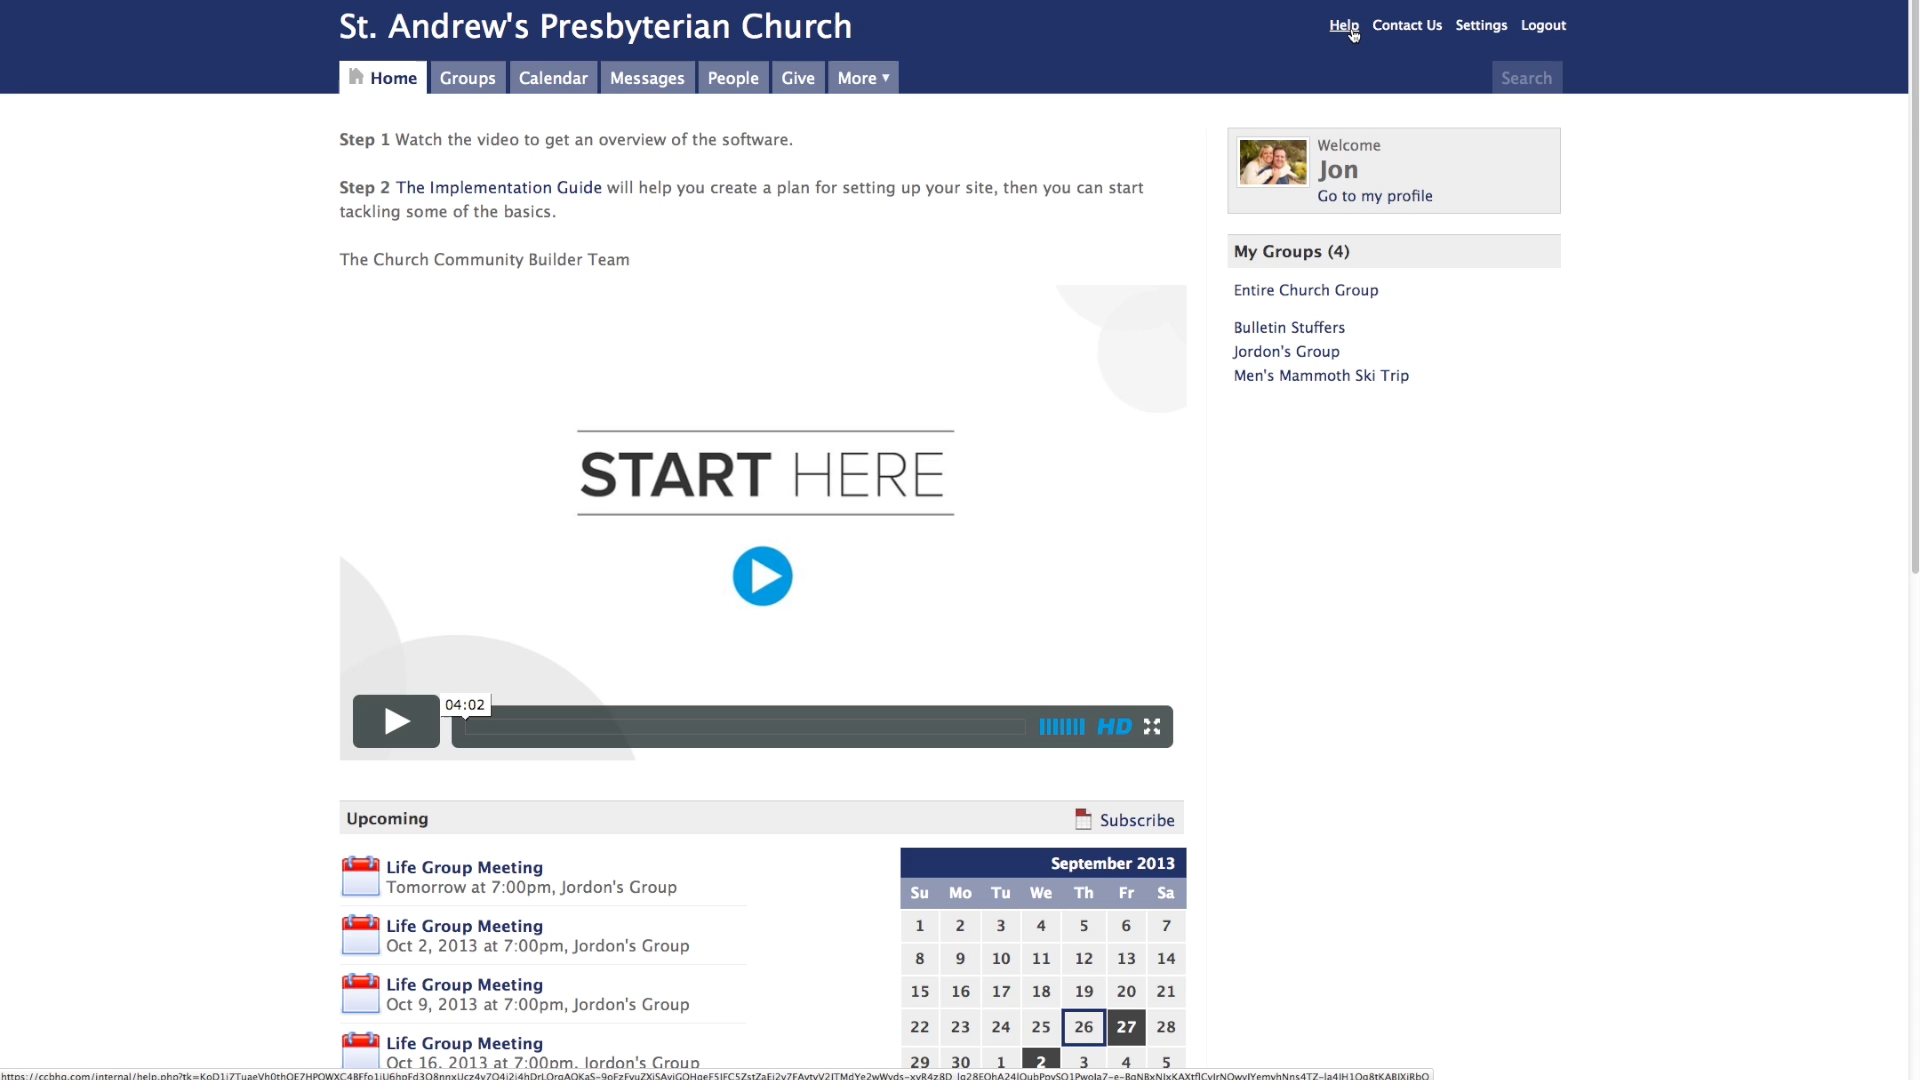 St. Andrew's Presbyterian Church
Help Contact Us Settings Logout
Home Groups Calendar Messages People Give More ▾ Search
Step 1 Watch the video to get an overview of the software.
Step 2 The Implementation Guide will help you create a plan for setting up your site, then you can start
tackling some of the basics.
The Church Community Builder Team
START HERE
04:02
HD
Welcome
Jon
Go to my profile
My Groups (4)
Entire Church Group
Bulletin Stuffers
Jordon's Group
Men's Mammoth Ski Trip
Upcoming Subscribe
Life Group Meeting
Tomorrow at 7:00pm, Jordon's Group
Life Group Meeting
Oct 2, 2013 at 7:00pm, Jordon's Group
Life Group Meeting
Oct 9, 2013 at 7:00pm, Jordon's Group
Life Group Meeting
Oct 16, 2013 at 7:00pm, Jordon's Group
September 2013
Su Mo Tu We Th Fr Sa
1 2 3 4 5 6 7
8 9 10 11 12 13 14
15 16 17 18 19 20 21
22 23 24 25 26 27 28
29 30 1 2 3 4 5